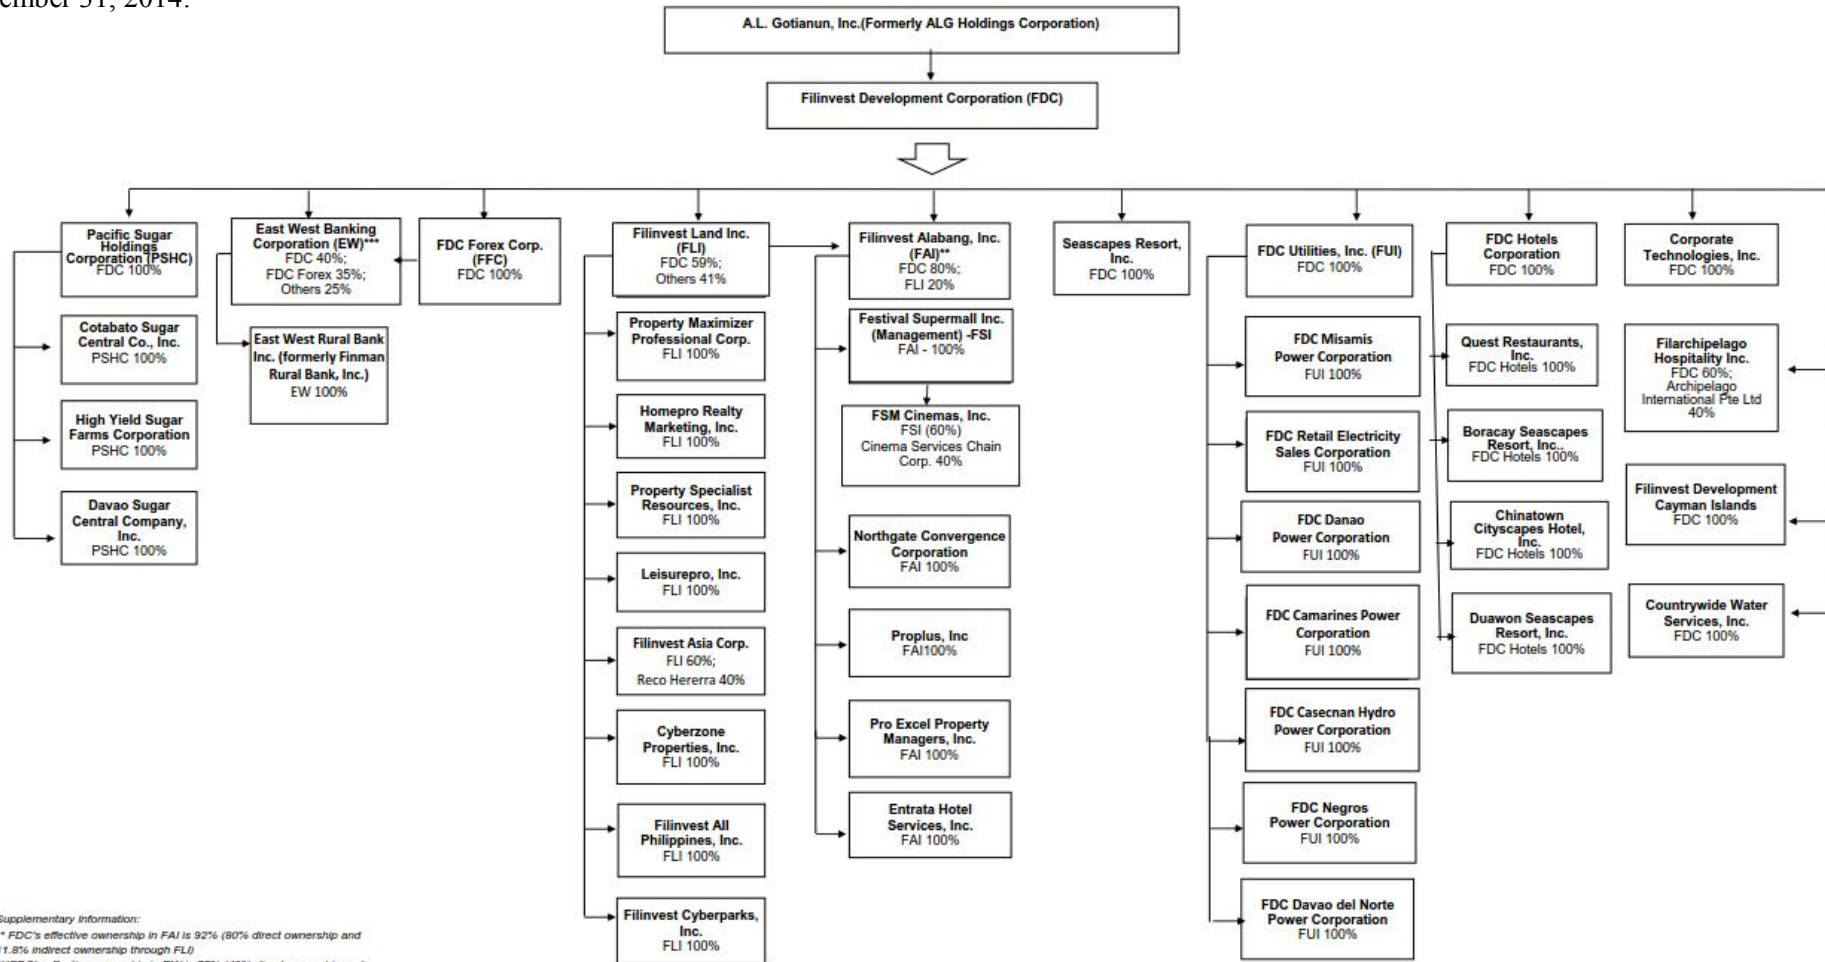 ember 31, 2014.
A.L. Gotianun, Inc.(Formerly ALG Holdings Corporation)
Filinvest Development Corporation (FDC)
Pacific Sugar
Holdings
Corporation (PSHC)
FDC 100%
Cotabato Sugar
Central Co., Inc.
PSHC 100%
High Yield Sugar
Farms Corporation
PSHC 100%
Davao Sugar
Central Company,
Inc.
PSHC 100%
East West Banking
Corporation (EW)***
FDC 40%;
FDC Forex 35%;
Others 25%
East West Rural Bank
Inc. (formerly Finman
Rural Bank, Inc.)
EW 100%
FDC Forex Corp.
(FFC)
FDC 100%
Filinvest Land Inc.
(FLI)
FDC 59%;
Others 41%
Property Maximizer
Professional Corp.
FLI 100%
Homepro Realty
Marketing, Inc.
FLI 100%
Property Specialist
Resources, Inc.
FLI 100%
Leisurepro, Inc.
FLI 100%
Filinvest Asia Corp.
FLI 60%;
Reco Hererra 40%
Cyberzone
Properties, Inc.
FLI 100%
Filinvest All
Philippines, Inc.
FLI 100%
Filinvest Cyberparks,
Inc.
FLI 100%
Filinvest Alabang, Inc.
(FAI)**
FDC 80%;
FLI 20%
Festival Supermall Inc.
(Management) -FSI
FAI - 100%
FSM Cinemas, Inc.
FSI (60%)
Cinema Services Chain
Corp. 40%
Northgate Convergence
Corporation
FAI 100%
Proplus, Inc
FAI100%
Pro Excel Property
Managers, Inc.
FAI 100%
Entrata Hotel
Services, Inc.
FAI 100%
Seascapes Resort,
Inc.
FDC 100%
FDC Utilities, Inc. (FUI)
FDC 100%
FDC Misamis
Power Corporation
FUI 100%
FDC Retail Electricity
Sales Corporation
FUI 100%
FDC Danao
Power Corporation
FUI 100%
FDC Camarines Power
Corporation
FUI 100%
FDC Casecnan Hydro
Power Corporation
FUI 100%
FDC Negros
Power Corporation
FUI 100%
FDC Davao del Norte
Power Corporation
FUI 100%
FDC Hotels
Corporation
FDC 100%
Quest Restaurants,
Inc.
FDC Hotels 100%
Boracay Seascapes
Resort, Inc..
FDC Hotels 100%
Chinatown
Cityscapes Hotel,
Inc.
FDC Hotels 100%
Duawon Seascapes
Resort, Inc.
FDC Hotels 100%
Corporate
Technologies, Inc.
FDC 100%
Filarchipelago
Hospitality Inc.
FDC 60%;
Archipelago
International Pte Ltd
40%
Filinvest Development
Cayman Islands
FDC 100%
Countrywide Water
Services, Inc.
FDC 100%
Supplementary Information:
** FDC's effective ownership in FAI is 92% (80% direct ownership and
11.8% indirect ownership through FLI)